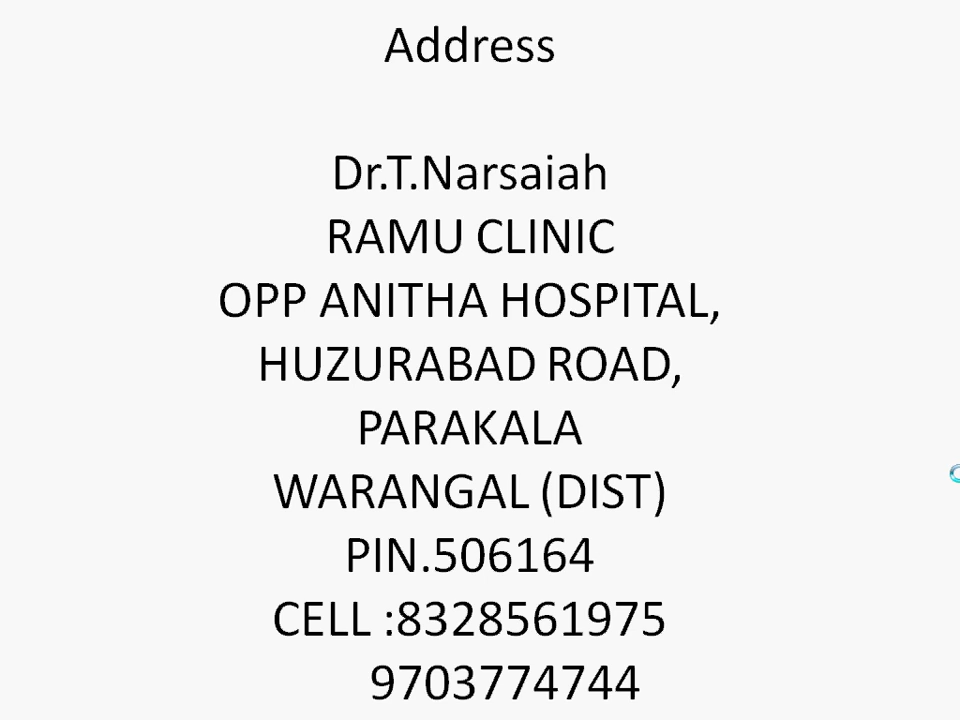 Address
Dr.T.Narsaiah
RAMU CLINIC
OPP ANITHA HOSPITAL,
HUZURABAD ROAD,
PARAKALA
WARANGAL (DIST)
PIN.506164
CELL :8328561975
9703774744